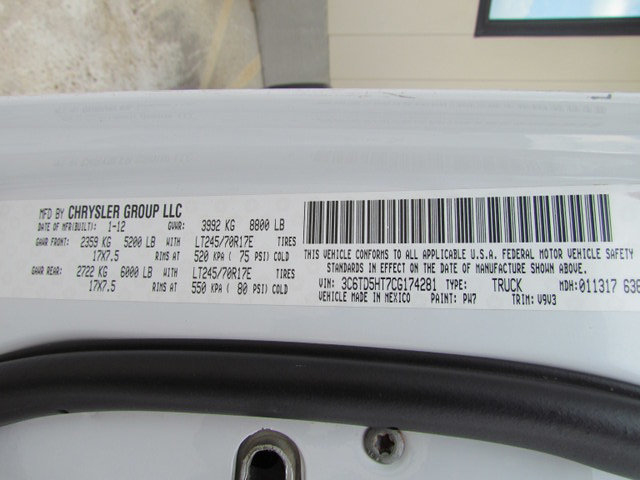 MFD BY CHRYSLER GROUP LLC
DATE OF MFR(BUILT): 1-12 GVWR: 3992 KG 8800 LB
GAWR FRONT: 2359 KG 5200 LB WITH LT245/70R17E TIRES
17X7.5 RIMS AT 520 KPA ( 75 PSI) COLD
GAWR REAR: 2722 KG 6000 LB WITH LT245/70R17E TIRES
17X7.5 RIMS AT 550 KPA ( 80 PSI) COLD
THIS VEHICLE CONFORMS TO ALL APPLICABLE U.S.A. FEDERAL MOTOR VEHICLE SAFETY
STANDARDS IN EFFECT ON THE DATE OF MANUFACTURE SHOWN ABOVE.
VIN: 3C6TD5HT7CG174281 TYPE: TRUCK MDH: 011317 636
VEHICLE MADE IN MEXICO PAINT: PW7 TRIM: V9V3